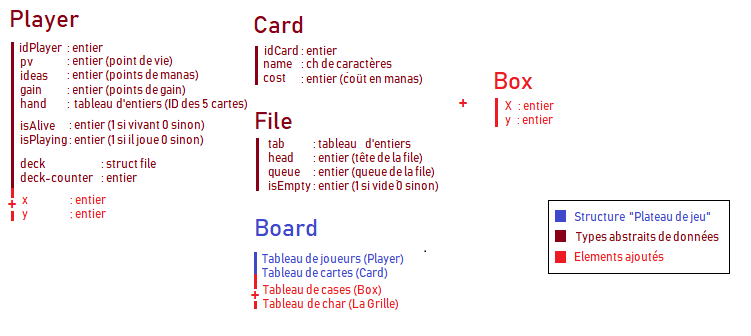 Player
idPlayer : entier
pv : entier (point de vie)
ideas : entier (points de manas)
gain : entier (points de gain)
hand : tableau d'entiers (ID des 5 cartes)
isAlive : entier (1 si vivant 0 sinon)
isPlaying : entier (1 si il joue 0 sinon)
deck : struct file
deck-counter : entier
+
x : entier
y : entier
Card
idCard : entier
name : ch de caractères
cost : entier (coût en manas)
File
tab : tableau d'entiers
head : entier (tête de la file)
queue : entier (queue de la file)
isEmpty : entier (1 si vide 0 sinon)
Board
Tableau de joueurs (Player)
Tableau de cartes (Card)
+
Tableau de cases (Box)
Tableau de char (La Grille)
+
Box
X : entier
y : entier
Structure "Plateau de jeu"
Types abstraits de données
Elements ajoutés